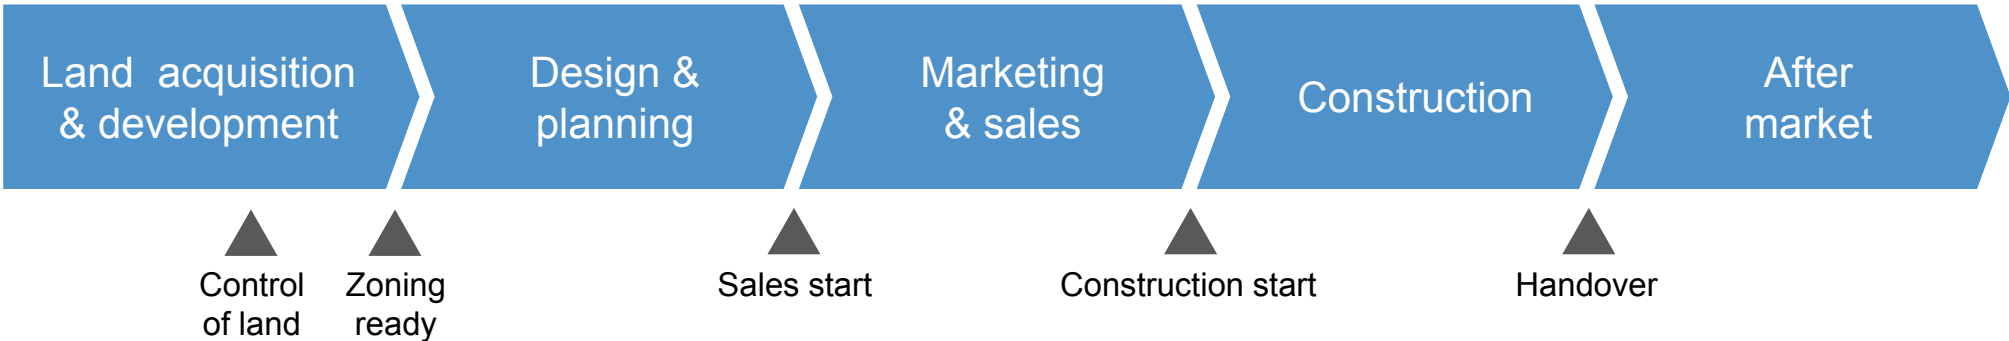 Land acquisition
& development
Design &
planning
Marketing
& sales
Construction
After
market
Control
of land
Zoning
ready
Sales start
Construction start
Handover